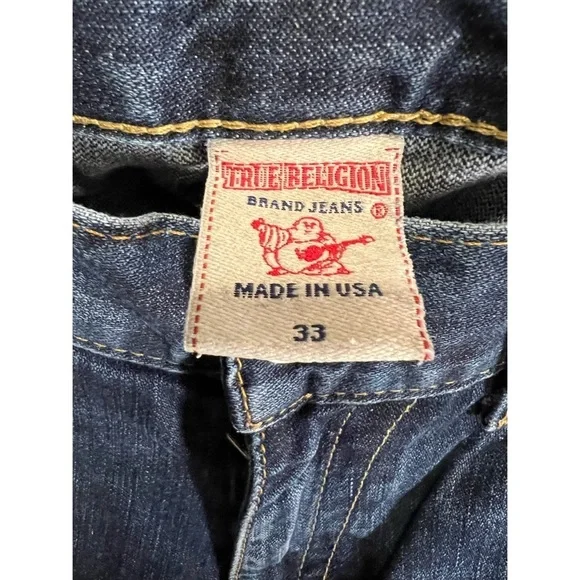 TRUE RELIGION
BRAND JEANS ®
MADE IN USA
33